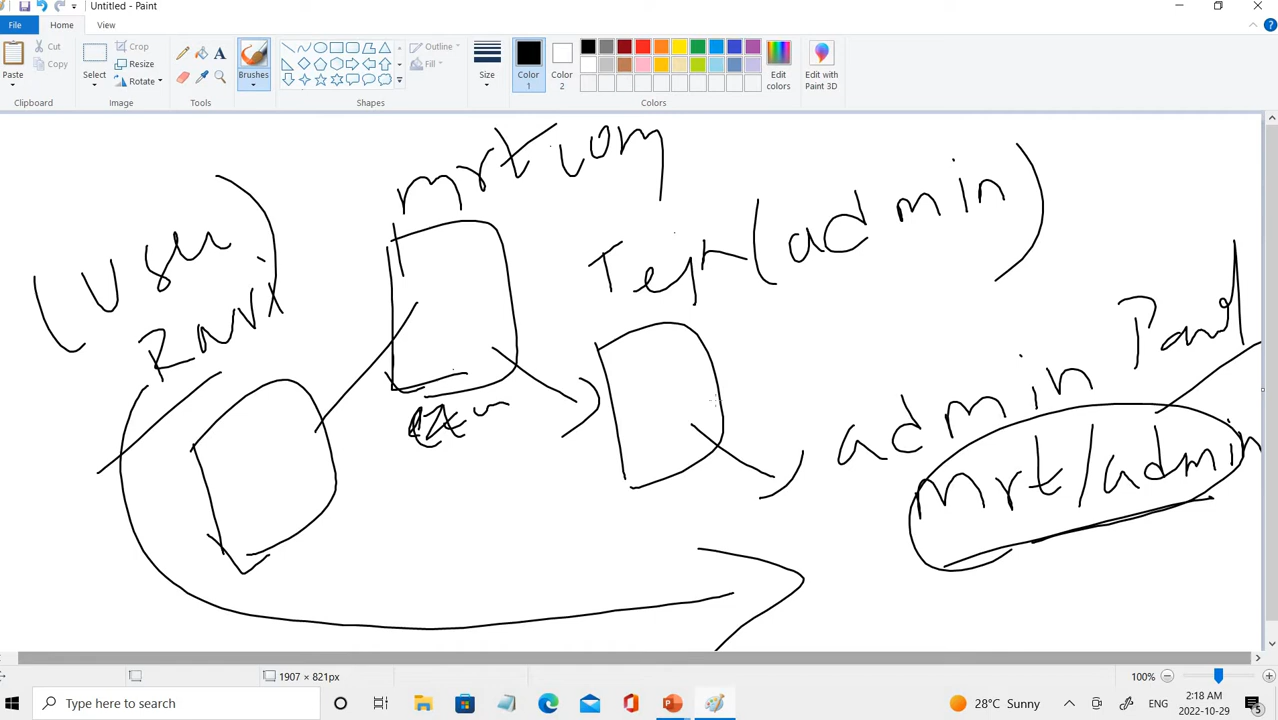 Untitled - Paint
File
Home
View
Paste
Cut
Copy
Clipboard
Select
Crop
Resize
Rotate
Image
Tools
Brushes
Shapes
Outline
Fill
Size
Color
1
Color
2
Colors
Edit
colors
Edit with
Paint 3D
mrt com
(User)
Ravi
(admin)
admin Panel
mrt/admin
1907 × 821px
100%
Type here to search
28°C Sunny
ENG
2:18 AM
2022-10-29
5